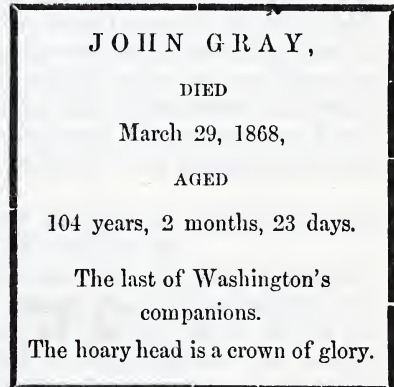 JOHN GRAY,
DIED
March 29, 1868,
AGED
104 years, 2 months, 23 days.
The last of Washington's
companions.
The hoary head is a crown of glory.